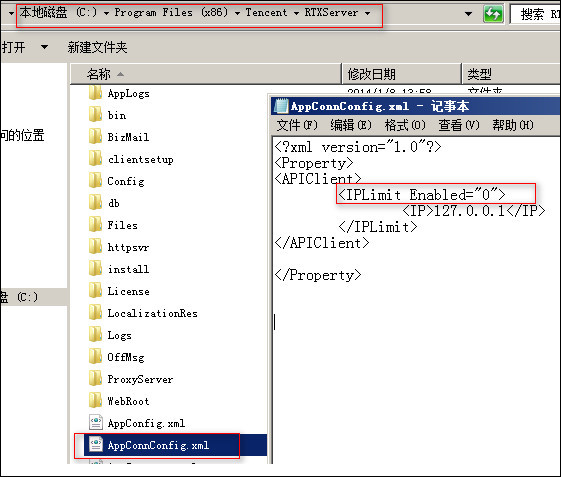 本地磁盘 (C:) ▸ Program Files (x86) ▸ Tencent ▸ RTXServer ▸
搜索 RT
打开 ▼ 新建文件夹
名称 修改日期 类型
AppLogs 2014/1/8 13:58 文件夹
bin
BizMail
clientsetup
Config
db
Files
httpsvr
install
License
LocalizationRes
Logs
OffMsg
ProxyServer
WebRoot
AppConfig.xml
AppConnConfig.xml
问的位置
盘 (C:)
AppConnConfig.xml - 记事本
文件(F) 编辑(E) 格式(O) 查看(V) 帮助(H)
<?xml version="1.0"?>
<Property>
<APIClient>
<IPLimit Enabled="0">
<IP>127.0.0.1</IP>
</IPLimit>
</APIClient>
</Property>